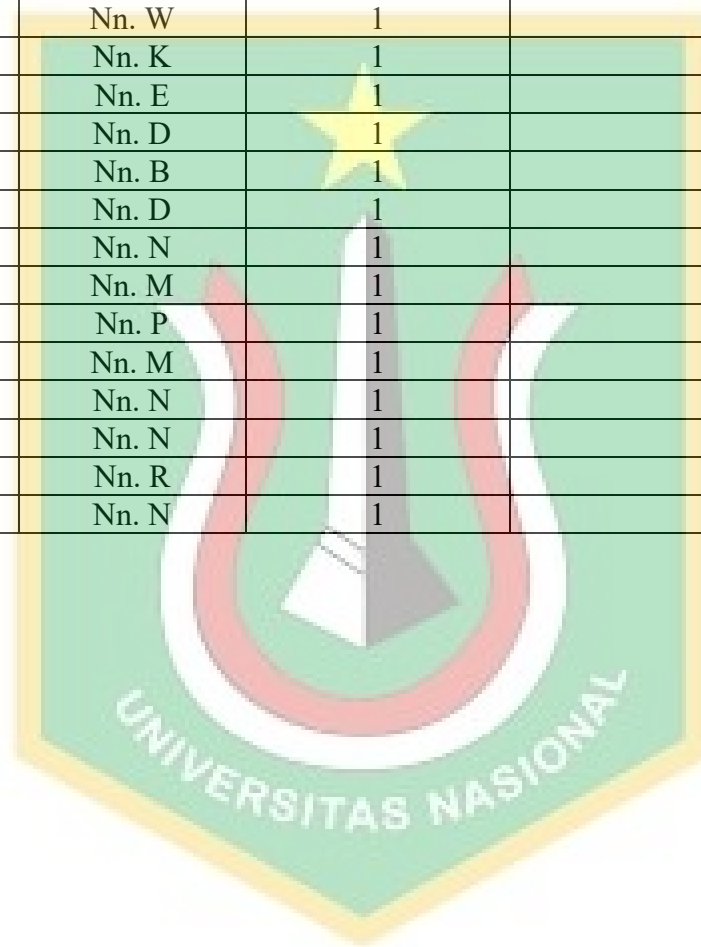 Nn. W 1
Nn. K 1
Nn. E 1
Nn. D 1
Nn. B 1
Nn. D 1
Nn. N 1
Nn. M 1
Nn. P 1
Nn. M 1
Nn. N 1
Nn. N 1
Nn. R 1
Nn. N 1
UNIVERSITAS NASIONAL